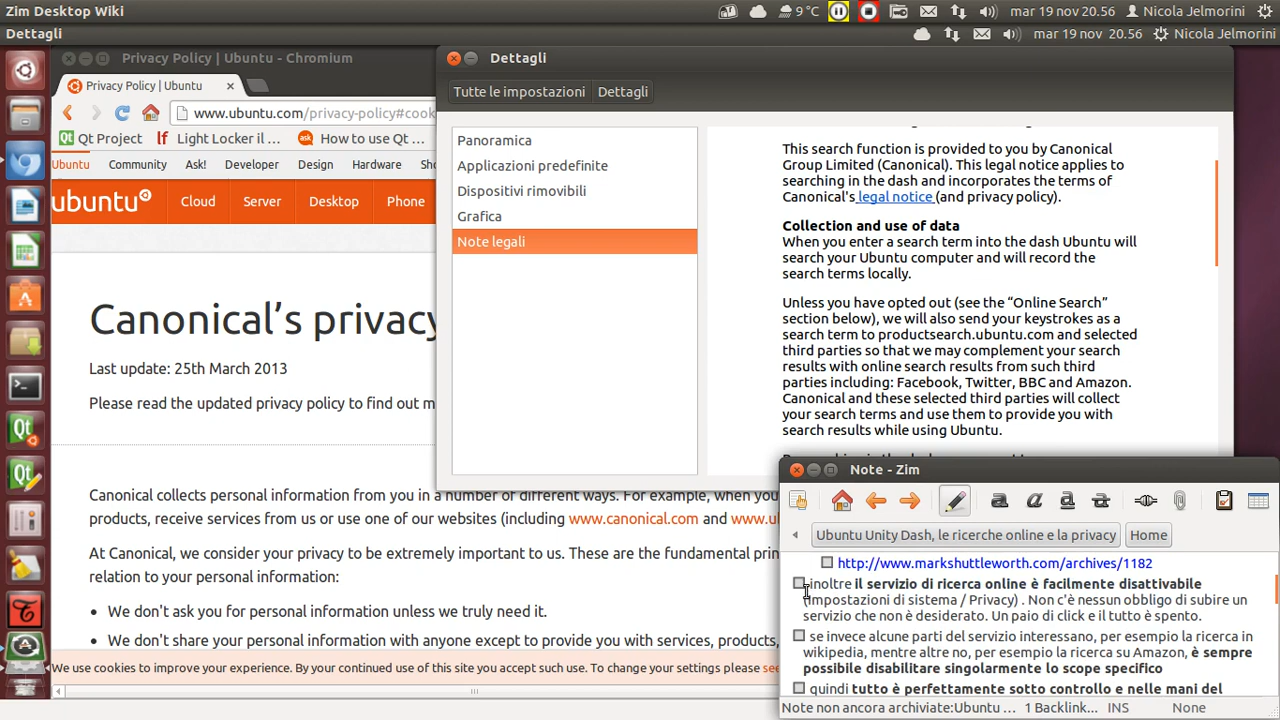 Zim Desktop Wiki
9 °C
mar 19 nov 20.56
Nicola Jelmorini
Dettagli
mar 19 nov 20.56
Nicola Jelmorini
Privacy Policy | Ubuntu - Chromium
Privacy Policy | Ubuntu
www.ubuntu.com/privacy-policy#cook
Qt Project
Light Locker il ...
How to use Qt ...
Ubuntu Community Ask! Developer Design Hardware
ubuntu Cloud Server Desktop Phone
Canonical's privacy
Last update: 25th March 2013
Please read the updated privacy policy to find out m
Canonical collects personal information from you in a number of different ways. For example, when you
products, receive services from us or use one of our websites (including www.canonical.com and www.u
At Canonical, we consider your privacy to be extremely important to us. These are the fundamental prin
personal information:
• We don't ask you for personal information unless we truly need it.
• We don't share your personal information with anyone except to provide you with services, products,
We use cookies to improve your experience. By your continued use of this site you accept such use. To change your settings please see
Dettagli
Tutte le impostazioni
Dettagli
Panoramica
Applicazioni predefinite
Dispositivi rimovibili
Grafica
Note legali
This search function is provided to you by Canonical
Group Limited (Canonical). This legal notice applies to
searching in the dash and incorporates the terms of
Canonical's legal notice (and privacy policy).
Collection and use of data
When you enter a search term into the dash Ubuntu will
search your Ubuntu computer and will record the
search terms locally.
Unless you have opted out (see the “Online Search”
section below), we will also send your keystrokes as a
search term to productsearch.ubuntu.com and selected
third parties so that we may complement your search
results with online search results from such third
parties including: Facebook, Twitter, BBC and Amazon.
Canonical and these selected third parties will collect
your search terms and use them to provide you with
search results while using Ubuntu.
Note - Zim
Ubuntu Unity Dash, le ricerche online e la privacy
Home
http://www.markshuttleworth.com/archives/1182
inoltre il servizio di ricerca online è facilmente disattivabile
(Impostazioni di sistema / Privacy) . Non c'è nessun obbligo di subire un
servizio che non è desiderato. Un paio di click e il tutto è spento.
se invece alcune parti del servizio interessano, per esempio la ricerca in
wikipedia, mentre altre no, per esempio la ricerca su Amazon, è sempre
possibile disabilitare singolarmente lo scope specifico
quindi tutto è perfettamente sotto controllo e nelle mani del
Note non ancora archiviate:Ubuntu ...
1 Backlink...
INS
None